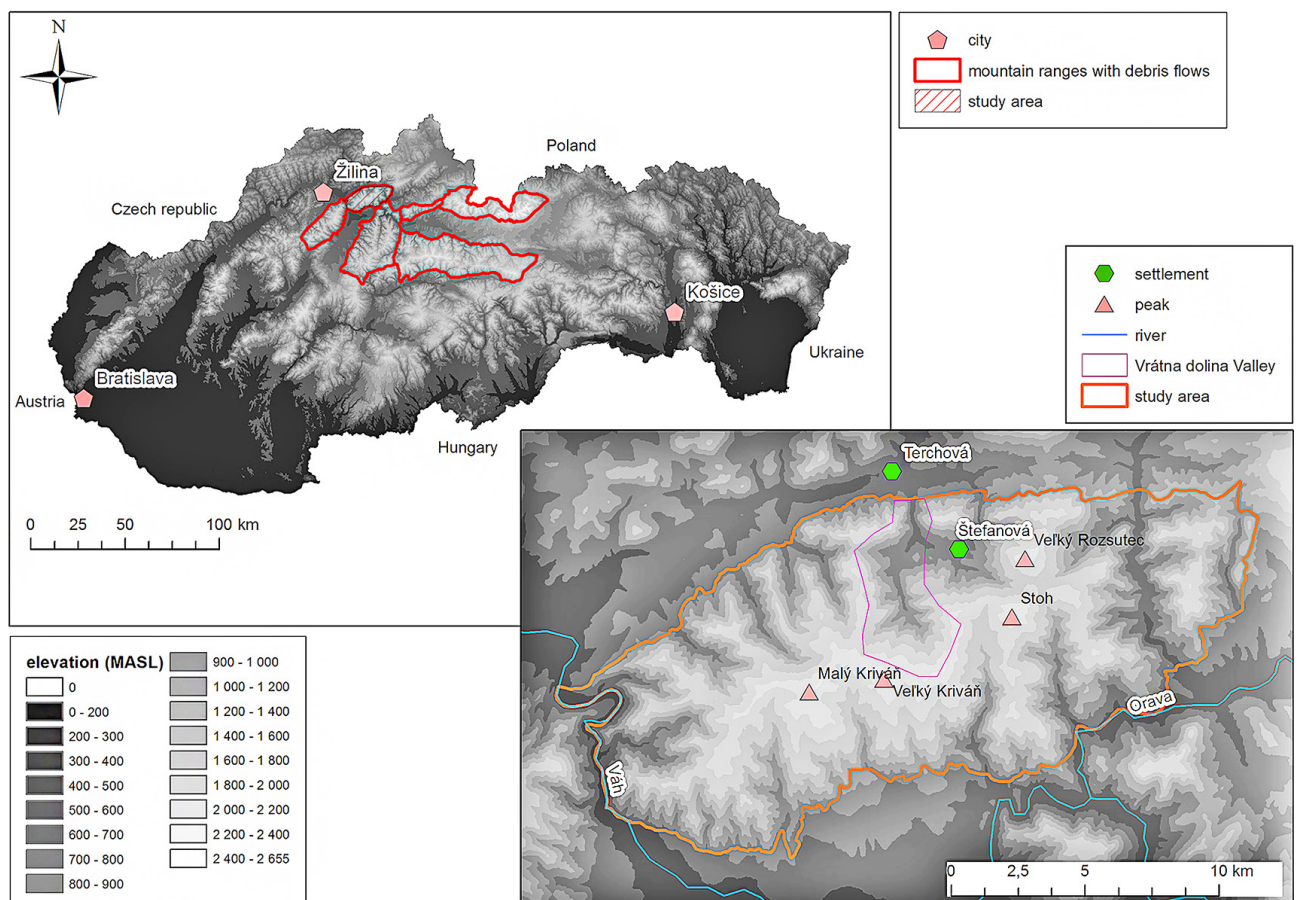 N
Poland
Žilina
Czech republic
Košice
Ukraine
Bratislava
Austria
Hungary
0 25 50 100 km
city
mountain ranges with debris flows
study area
settlement
peak
river
Vrátna dolina Valley
study area
elevation (MASL)
0
0 - 200
200 - 300
300 - 400
400 - 500
500 - 600
600 - 700
700 - 800
800 - 900
900 - 1 000
1 000 - 1 200
1 200 - 1 400
1 400 - 1 600
1 600 - 1 800
1 800 - 2 000
2 000 - 2 200
2 200 - 2 400
2 400 - 2 655
Terchová
Štefanová
Veľký Rozsutec
Stoh
Malý Kriváň
Veľký Kriváň
Orava
Váh
0 2,5 5 10 km